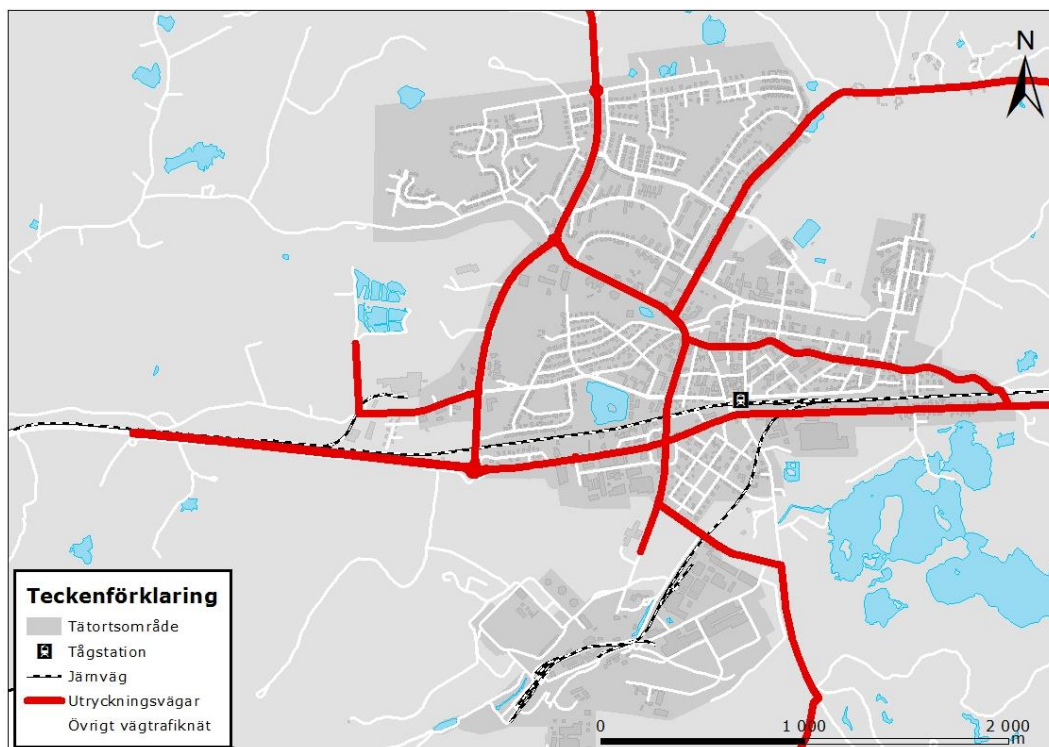 N
Teckenförklaring
Tätortsområde
Tågstation
Järnväg
Utryckningsvägar
Övrigt vägtrafiknät
0 1 000 2 000
m